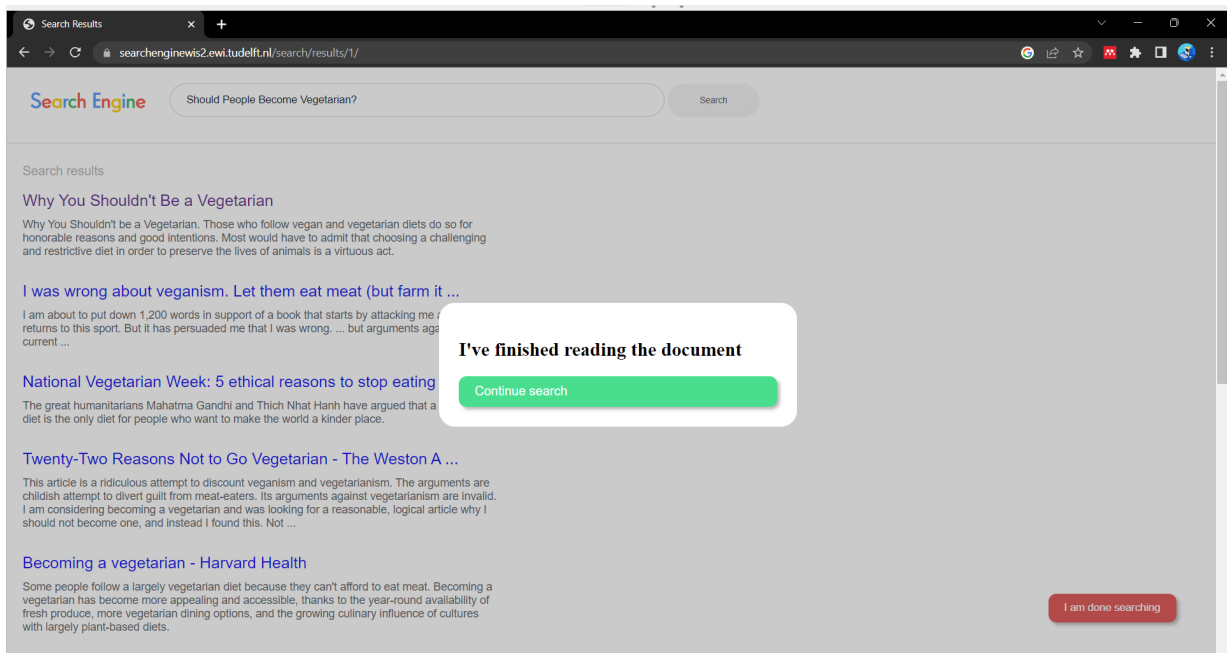 Search Results
searchenginewis2.ewi.tudelft.nl/search/results/1/
Search Engine
Should People Become Vegetarian?
Search
Search results
Why You Shouldn't Be a Vegetarian
Why You Shouldn't be a Vegetarian. Those who follow vegan and vegetarian diets do so for
honorable reasons and good intentions. Most would have to admit that choosing a challenging
and restrictive diet in order to preserve the lives of animals is a virtuous act.
I was wrong about veganism. Let them eat meat (but farm it ...
I am about to put down 1,200 words in support of a book that starts by attacking me
returns to this sport. But it has persuaded me that I was wrong. ... but arguments aga
current ...
National Vegetarian Week: 5 ethical reasons to stop eating
The great humanitarians Mahatma Gandhi and Thich Nhat Hanh have argued that a
diet is the only diet for people who want to make the world a kinder place.
Twenty-Two Reasons Not to Go Vegetarian - The Weston A ...
This article is a ridiculous attempt to discount veganism and vegetarianism. The arguments are
childish attempt to divert guilt from meat-eaters. Its arguments against vegetarianism are invalid.
I am considering becoming a vegetarian and was looking for a reasonable, logical article why I
should not become one, and instead I found this. Not ...
Becoming a vegetarian - Harvard Health
Some people follow a largely vegetarian diet because they can't afford to eat meat. Becoming a
vegetarian has become more appealing and accessible, thanks to the year-round availability of
fresh produce, more vegetarian dining options, and the growing culinary influence of cultures
with largely plant-based diets.
I've finished reading the document
Continue search
I am done searching